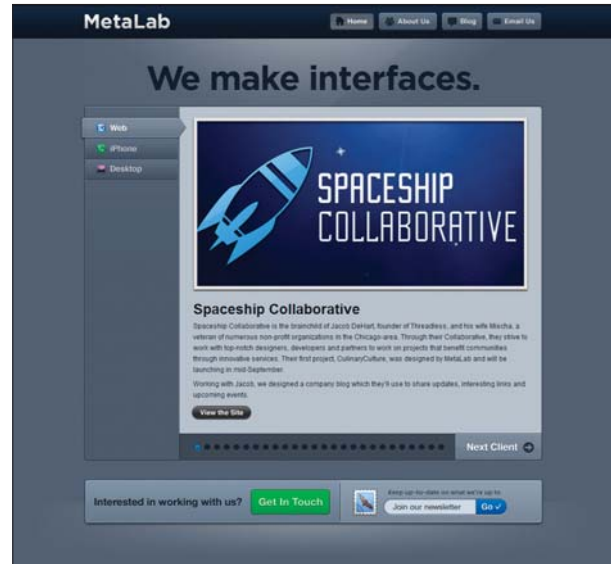 MetaLab
Home About Us Blog Email Us
We make interfaces.
Web
iPhone
Desktop
SPACESHIP
COLLABORATIVE
Spaceship Collaborative
Spaceship Collaborative is the brainchild of Jacob DeHart, founder of Threadless, and his wife Mischa, a
veteran of numerous non-profit organizations in the Chicago-area. Through their Collaborative, they strive to
work with top-notch designers, developers and partners to work on projects that benefit communities
through innovative services. Their first project, CulinaryCulture, was designed by MetaLab and will be
launching in mid-September.
Working with Jacob, we designed a company blog which they'll use to share updates, interesting links and
upcoming events.
View the Site
Next Client
Interested in working with us?
Get In Touch
Keep up-to-date on what we're up to.
Join our newsletter
Go